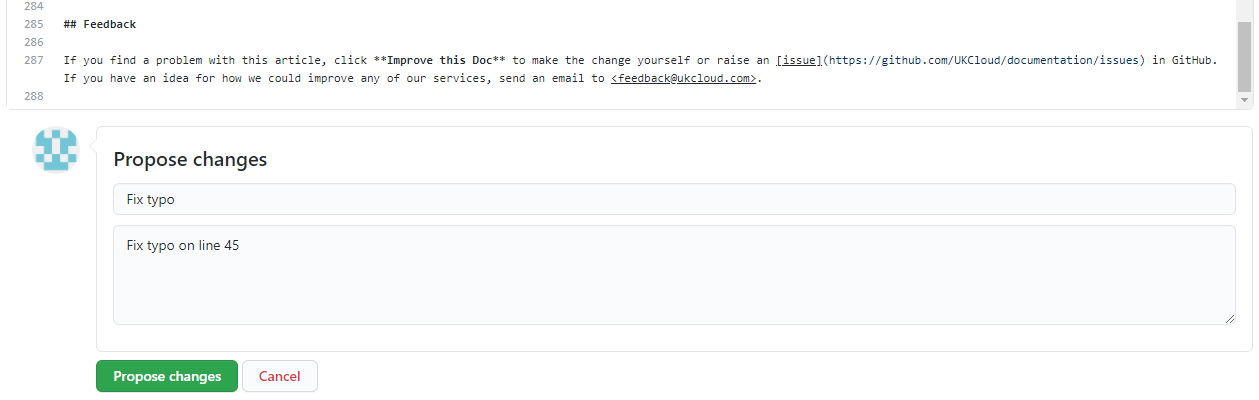 284
285 ## Feedback
286
287 If you find a problem with this article, click **Improve this Doc** to make the change yourself or raise an [issue](https://github.com/UKCloud/documentation/issues) in GitHub.
If you have an idea for how we could improve any of our services, send an email to <feedback@ukcloud.com>.
288
Propose changes
Fix typo
Fix typo on line 45
Propose changes Cancel